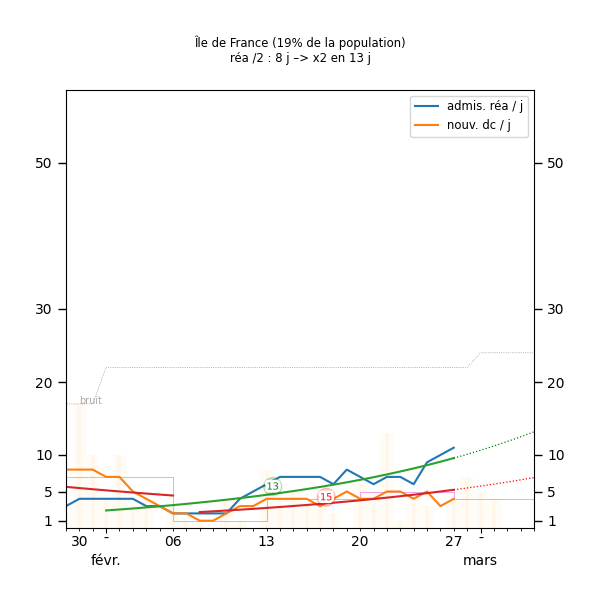 Île de France (19% de la population)
réa /2 : 8 j –> x2 en 13 j
admis. réa / j
nouv. dc / j
50 50
30 30
20 20
bruit
10 10
13
15
5 5
1 1
30 - 06 13 20 27 -
févr. mars